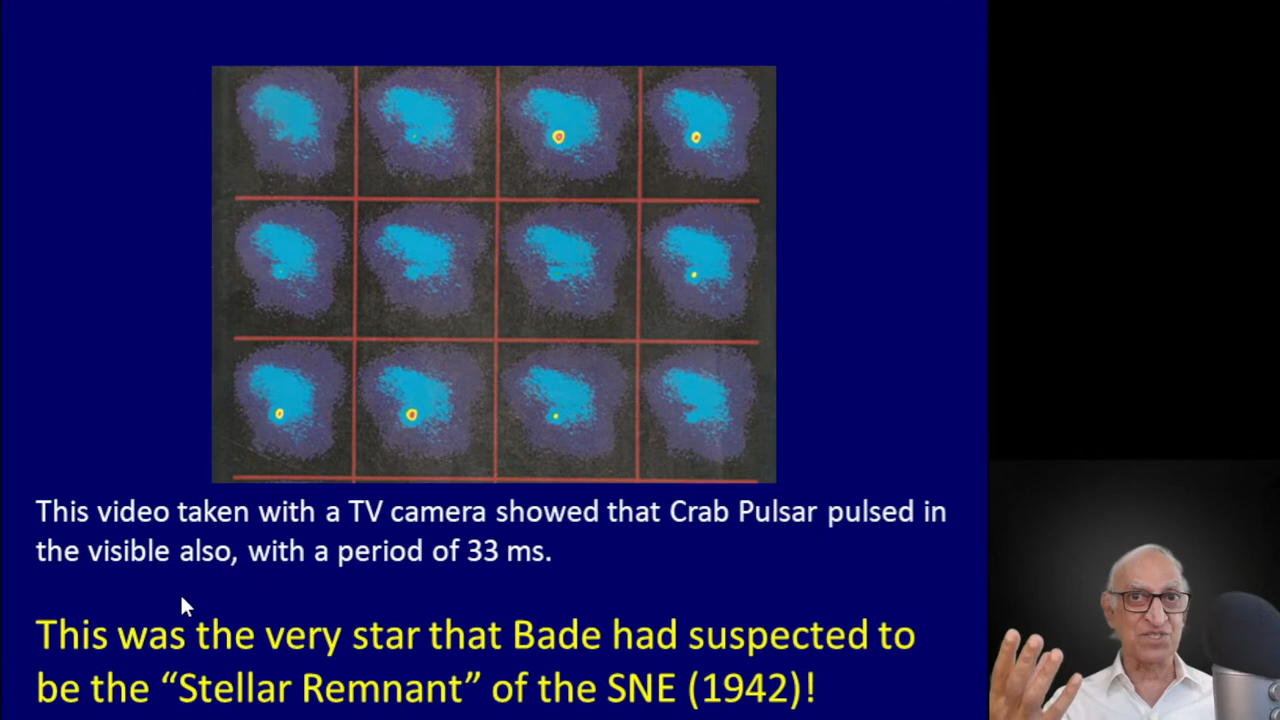 This video taken with a TV camera showed that Crab Pulsar pulsed in
the visible also, with a period of 33 ms.
This was the very star that Bade had suspected to
be the “Stellar Remnant” of the SNE (1942)!